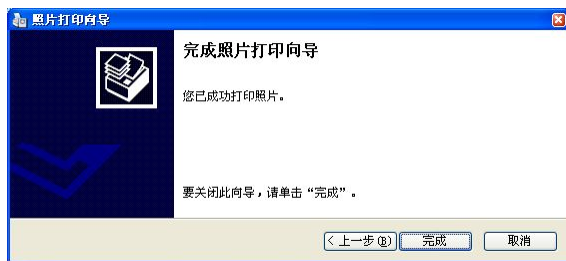 照片打印向导
完成照片打印向导
您已成功打印照片。
要关闭此向导，请单击“完成”。
< 上一步(B)
完成
取消